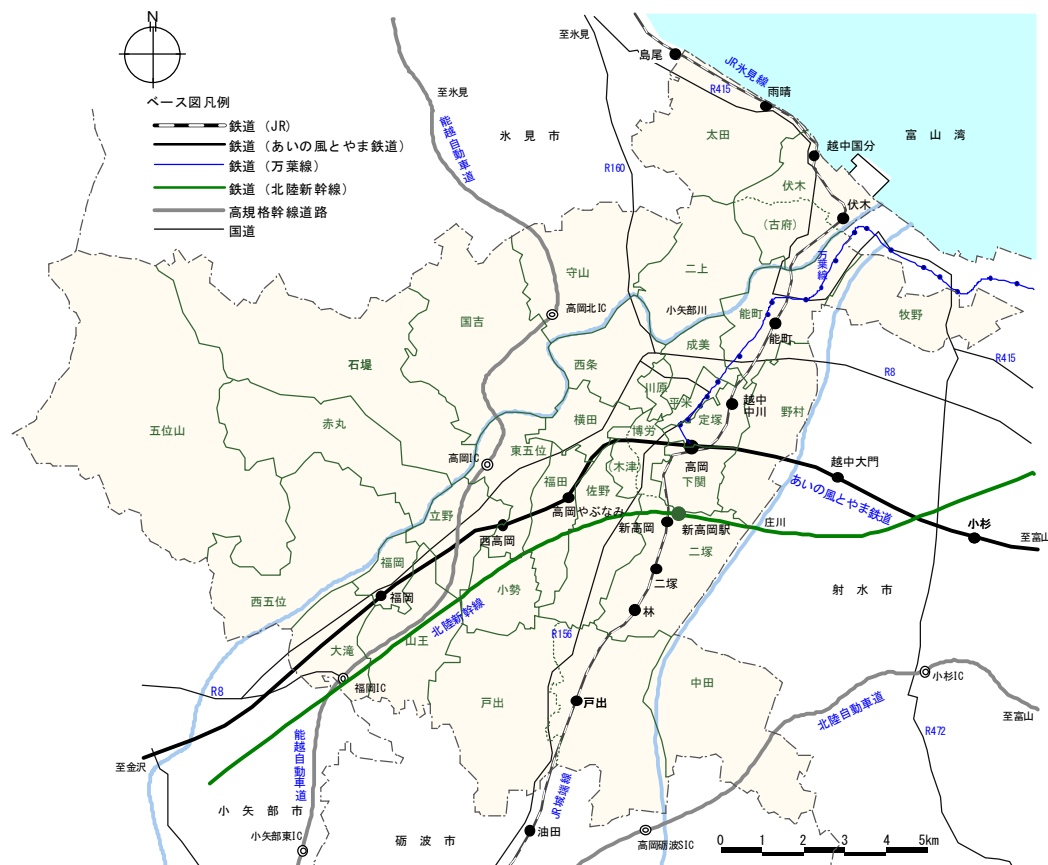 N
至氷見
島尾
JR氷見線
R415
雨晴
至氷見
ベース図凡例
鉄道（JR）
鉄道（あいの風とやま鉄道）
鉄道（万葉線）
鉄道（北陸新幹線）
高規格幹線道路
国道
能越自動車道
氷見市
太田
富山湾
越中国分
R160
伏木
伏木
(古府)
万葉線
守山
二上
高岡北IC
小矢部川
能町
能町
牧野
国吉
石堤
西条
成美
R8
R415
川原
平米
越中中川
定塚
野村
五位山
赤丸
横田
博労
東五位
高岡IC
(木津)
高岡
下関
越中大門
あいの風とやま鉄道
福田
佐野
立野
高岡やぶなみ
西高岡
新高岡
新高岡駅
庄川
小杉
至富山
二塚
二塚
福岡
福岡
小勢
西五位
北陸新幹線
林
射水市
大滝
山王
R156
R8
福岡IC
戸出
戸出
中田
小杉IC
北陸自動車道
至富山
R472
至金沢
能越自動車道
小矢部市
小矢部東IC
砺波市
JR城端線
油田
高岡砺波SIC
0 1 2 3 4 5km